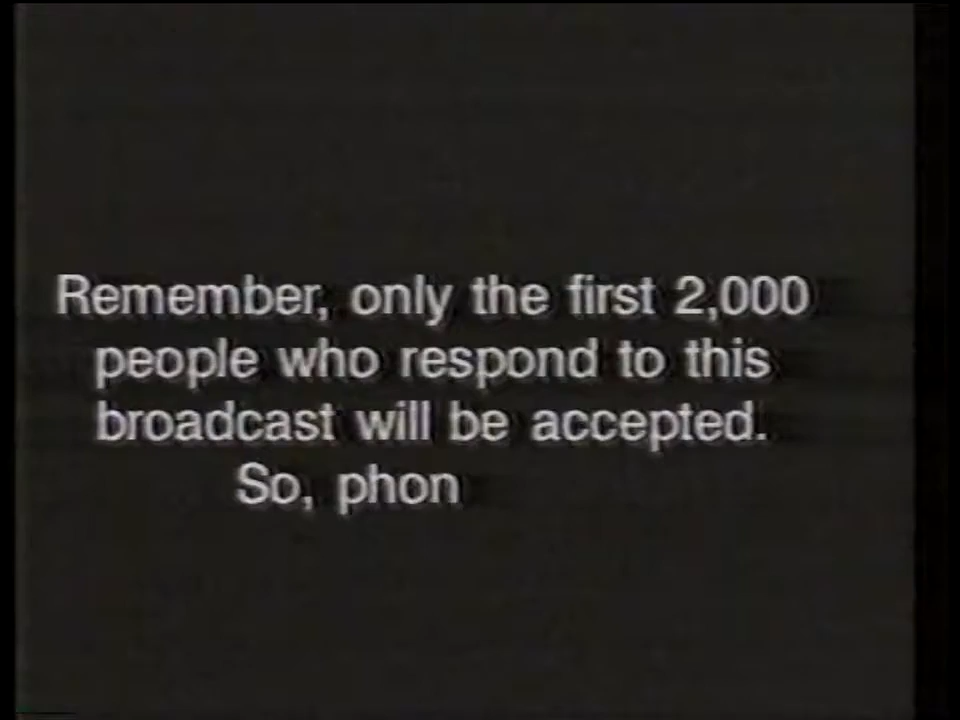 Remember, only the first 2,000
people who respond to this
broadcast will be accepted.
So, phon